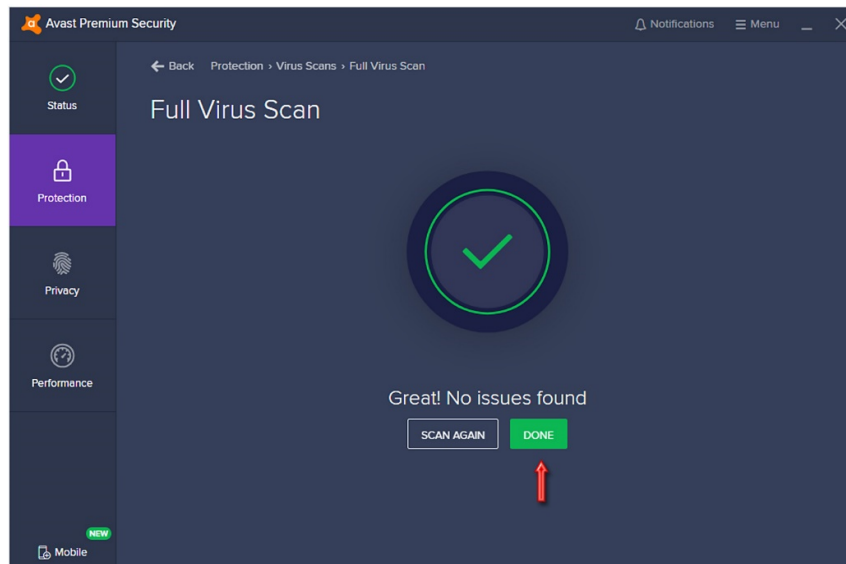 Avast Premium Security
Notifications
Menu
Back Protection › Virus Scans › Full Virus Scan
Full Virus Scan
Status
Protection
Privacy
Performance
Great! No issues found
SCAN AGAIN
DONE
NEW
Mobile